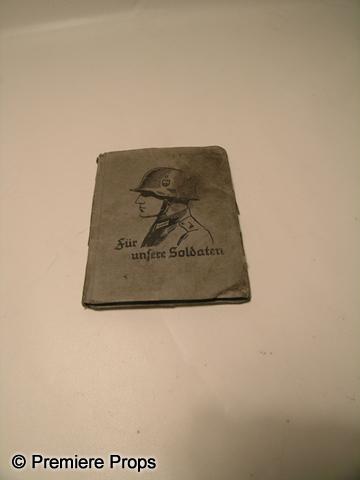 Für
unsere Soldaten
© Premiere Props